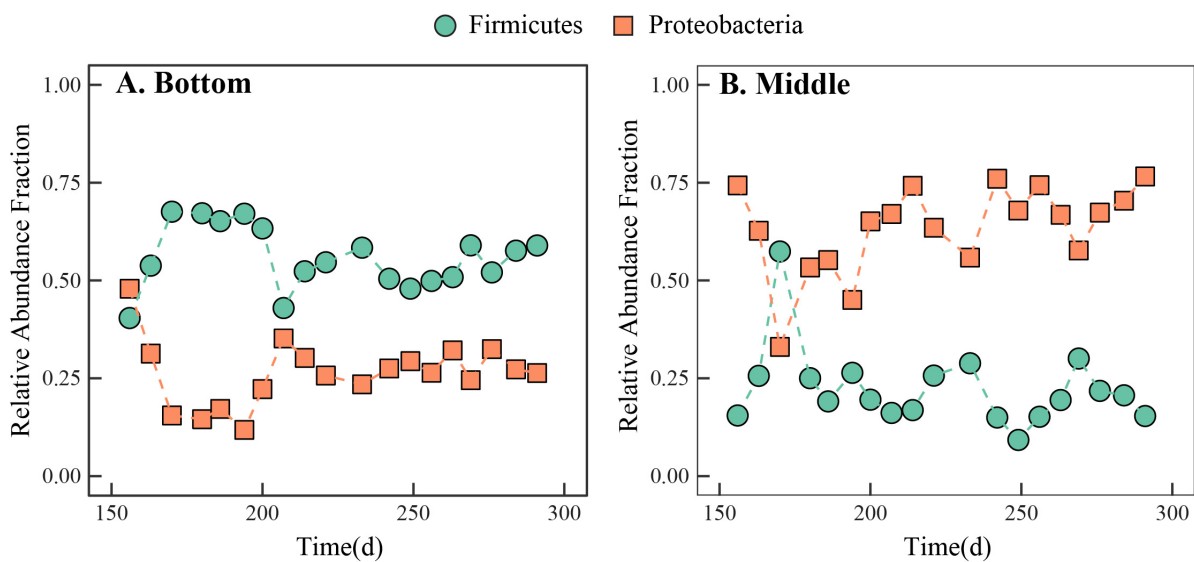 Firmicutes Proteobacteria
A. Bottom
Relative Abundance Fraction
1.00
0.75
0.50
0.25
0.00
150 200 250 300
Time(d)
B. Middle
Relative Abundance Fraction
1.00
0.75
0.50
0.25
0.00
150 200 250 300
Time(d)